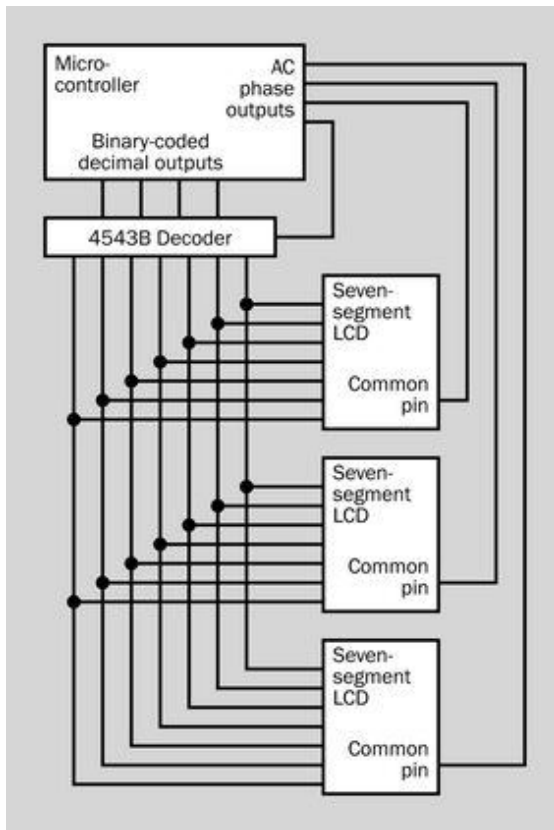 Micro-
controller
AC
phase
outputs
Binary-coded
decimal outputs
4543B Decoder
Seven-
segment
LCD
Common
pin
Seven-
segment
LCD
Common
pin
Seven-
segment
LCD
Common
pin